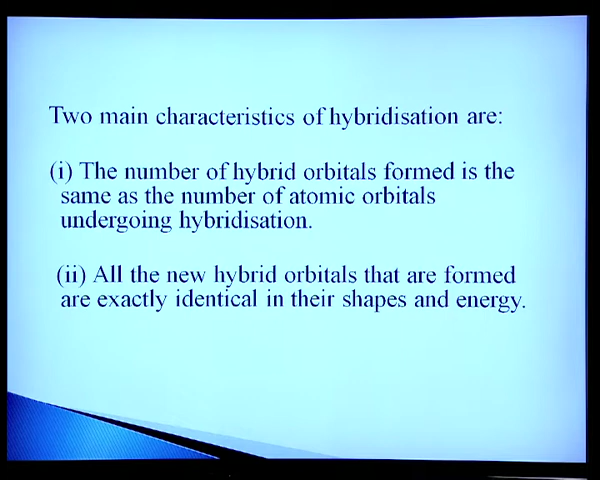 Two main characteristics of hybridisation are:
(i) The number of hybrid orbitals formed is the
same as the number of atomic orbitals
undergoing hybridisation.
(ii) All the new hybrid orbitals that are formed
are exactly identical in their shapes and energy.